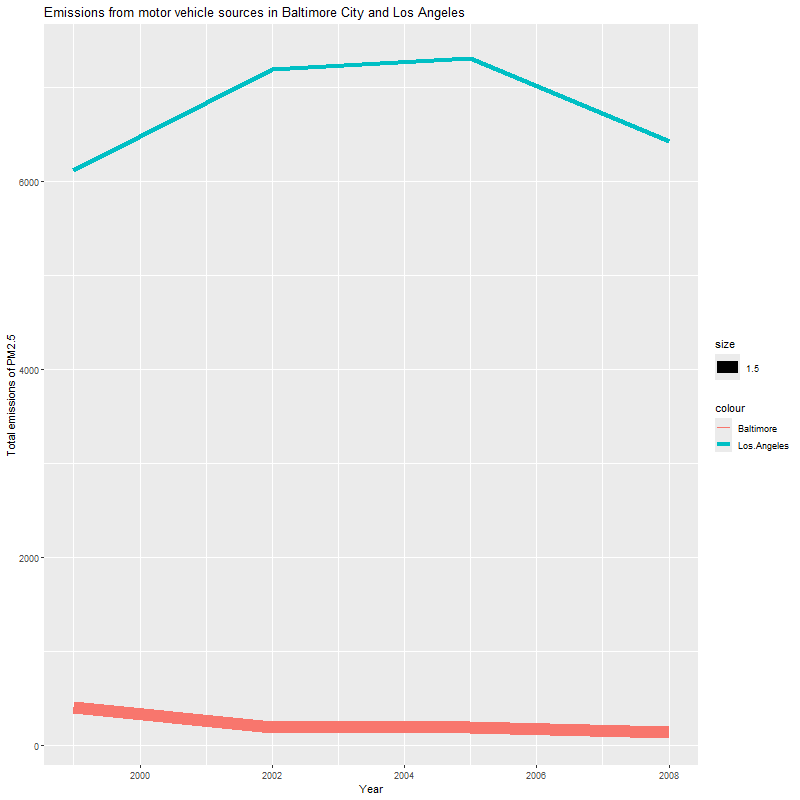 Emissions from motor vehicle sources in Baltimore City and Los Angeles
Total emissions of PM2.5
6000
4000
2000
0
2000
2002
2004
2006
2008
Year
size
1.5
colour
Baltimore
Los.Angeles